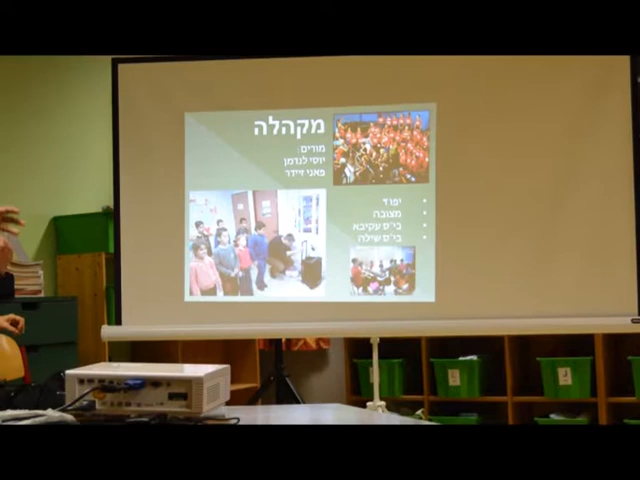 מקהלה
מורים:
יוסי לנדמן
פאני זיידר
יפרד
מצובה
בי״ס עקיבא
בי״ס שילה